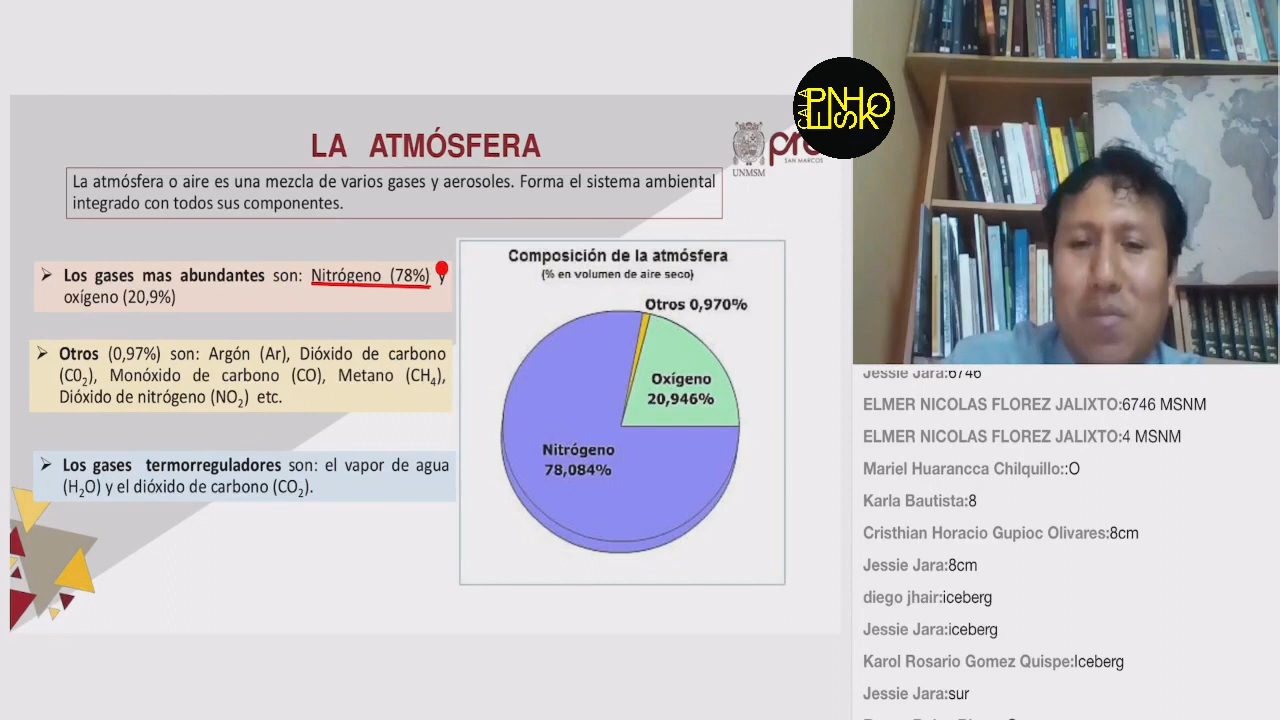 LA ATMÓSFERA
UNMSM
SAN MARCOS
CALA
PENHOESK
La atmósfera o aire es una mezcla de varios gases y aerosoles. Forma el sistema ambiental
integrado con todos sus componentes.
Los gases mas abundantes son: Nitrógeno (78%) y
oxígeno (20,9%)
Otros (0,97%) son: Argón (Ar), Dióxido de carbono
(C0₂), Monóxido de carbono (CO), Metano (CH₄),
Dióxido de nitrógeno (NO₂) etc.
Los gases termorreguladores son: el vapor de agua
(H₂O) y el dióxido de carbono (CO₂).
Composición de la atmósfera
(% en volumen de aire seco)
Otros 0,970%
Oxígeno
20,946%
Nitrógeno
78,084%
Jessie Jara:6746
ELMER NICOLAS FLOREZ JALIXTO:6746 MSNM
ELMER NICOLAS FLOREZ JALIXTO:4 MSNM
Mariel Huarancca Chilquillo::O
Karla Bautista:8
Cristhian Horacio Gupioc Olivares:8cm
Jessie Jara:8cm
diego jhair:iceberg
Jessie Jara:iceberg
Karol Rosario Gomez Quispe:Iceberg
Jessie Jara:sur